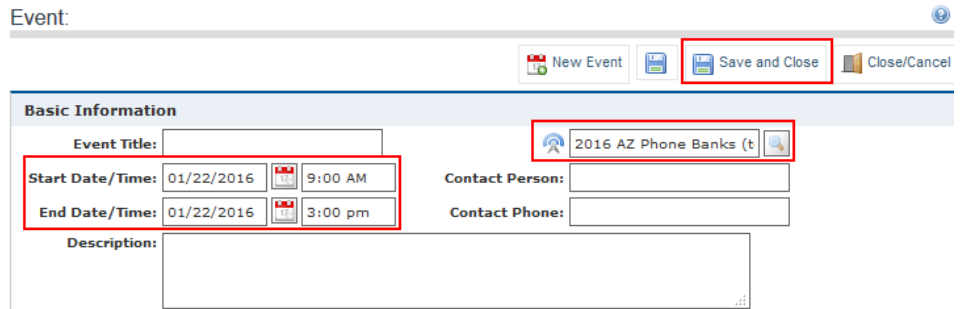 Event:
New Event Save and Close Close/Cancel
Basic Information
Event Title: 2016 AZ Phone Banks (t
Start Date/Time: 01/22/2016 9:00 AM Contact Person:
End Date/Time: 01/22/2016 3:00 pm Contact Phone:
Description: